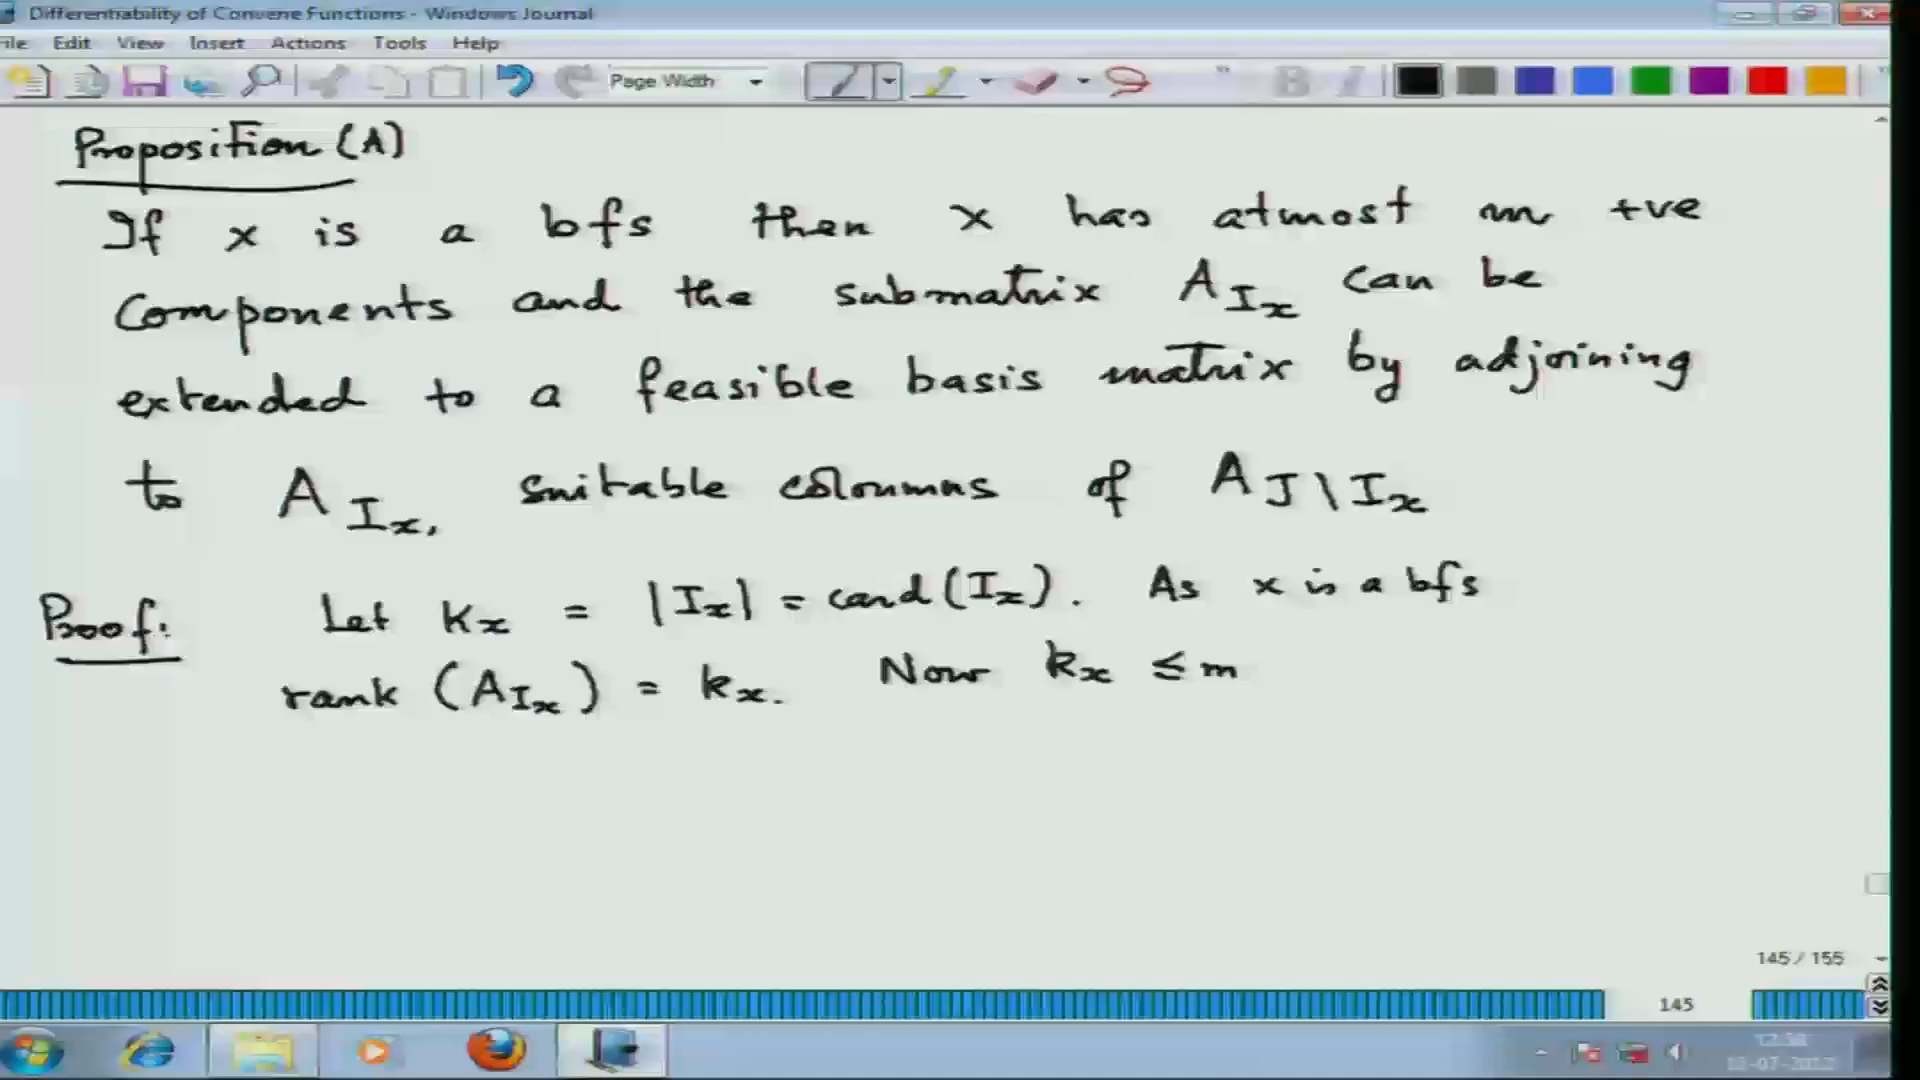 Differentiability of Convene Functions - Windows Journal
File Edit View Insert Actions Tools Help
Page Width
B I
Proposition (A)
If x is a bfs then x has atmost m +ve
Components and the submatrix A_{I_x} can be
extended to a feasible basis matrix by adjoining
to A_{I_x}, suitable coloumns of A_{J\I_x}
Proof: Let k_x = |I_x| = card(I_x). As x is a bfs
rank (A_{I_x}) = k_x. Now k_x ≤ m
145 / 155
145